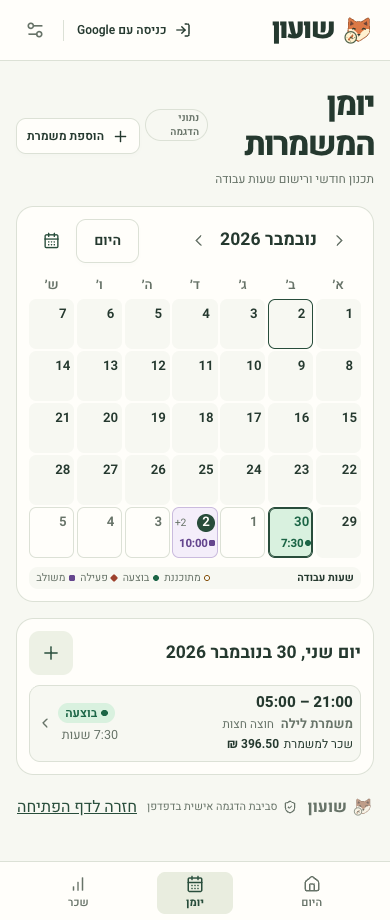 שועון
כניסה עם Google
יומן
המשמרות
נתוני
הדגמה
הוספת משמרת
תכנון חודשי ורישום שעות עבודה
נובמבר 2026
היום
א׳ ב׳ ג׳ ד׳ ה׳ ו׳ ש׳
1 2 3 4 5 6 7
8 9 10 11 12 13 14
15 16 17 18 19 20 21
22 23 24 25 26 27 28
29 30 1 2 +2 3 4 5
7:30 10:00
שעות עבודה מתוכננת בוצעה פעילה משולב
יום שני, 30 בנובמבר 2026
21:00 – 05:00
משמרת לילה חוצה חצות
שכר למשמרת 396.50 ₪
בוצעה
7:30 שעות
שועון סביבת הדגמה אישית בדפדפן חזרה לדף הפתיחה
היום יומן שכר